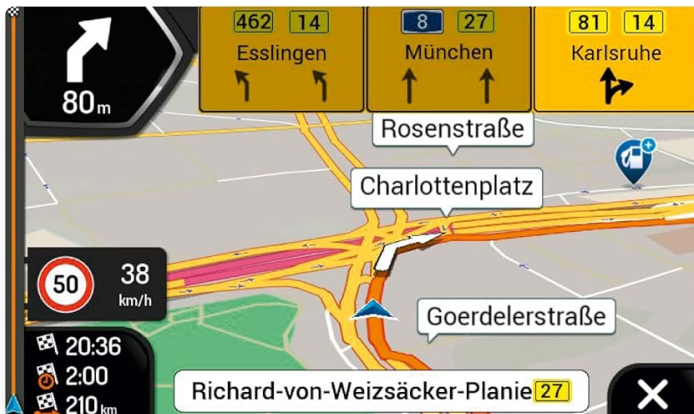 462 14
Esslingen
8 27
München
81 14
Karlsruhe
80 m
Rosenstraße
Charlottenplatz
50
38
km/h
Goerdelerstraße
20:36
2:00
210 km
Richard-von-Weizsäcker-Planie 27